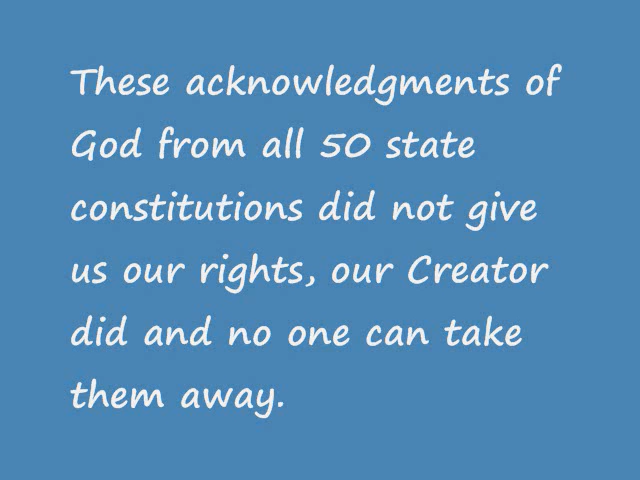 These acknowledgments of
God from all 50 state
constitutions did not give
us our rights, our Creator
did and no one can take
them away.